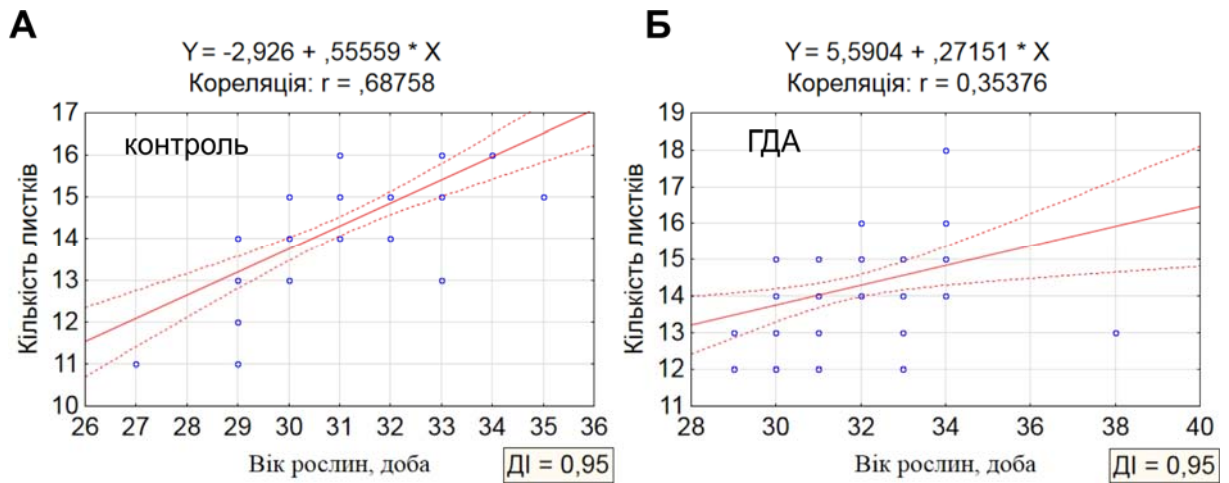 А
Y = -2,926 + ,55559 * X
Кореляція: r = ,68758
контроль
Кількість листків
17
16
15
14
13
12
11
10
26 27 28 29 30 31 32 33 34 35 36
Вік рослин, доба
ДІ = 0,95
Б
Y = 5,5904 + ,27151 * X
Кореляція: r = 0,35376
ГДА
Кількість листків
19
18
17
16
15
14
13
12
11
28 30 32 34 36 38 40
Вік рослин, доба
ДІ = 0,95